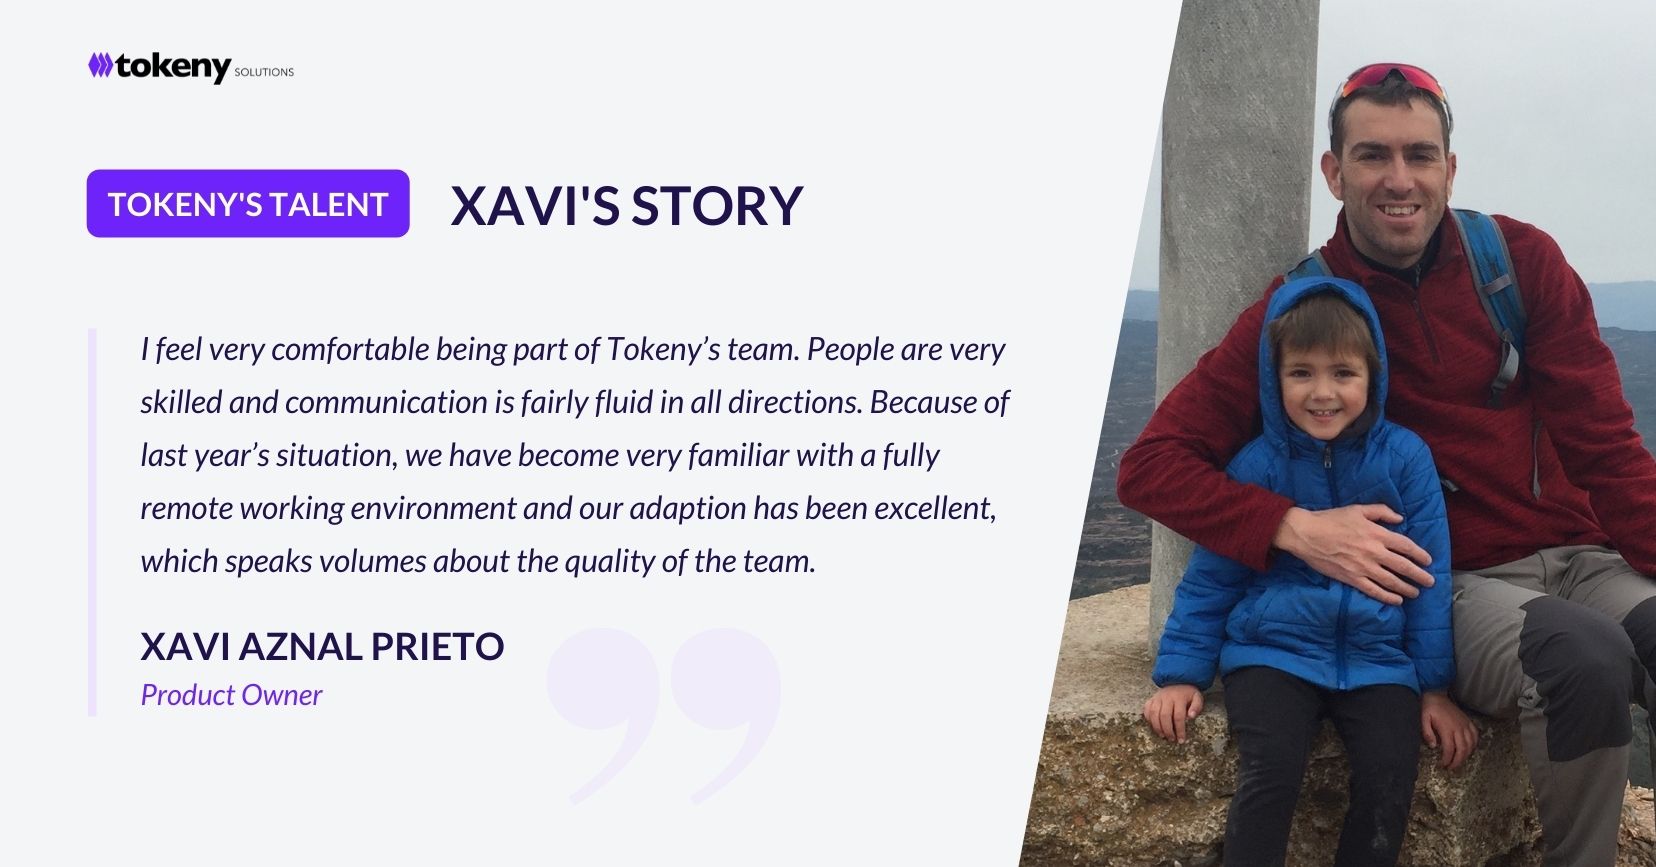 tokeny SOLUTIONS
TOKENY'S TALENT
XAVI'S STORY
I feel very comfortable being part of Tokeny’s team. People are very
skilled and communication is fairly fluid in all directions. Because of
last year’s situation, we have become very familiar with a fully
remote working environment and our adaption has been excellent,
which speaks volumes about the quality of the team.
XAVI AZNAL PRIETO
Product Owner